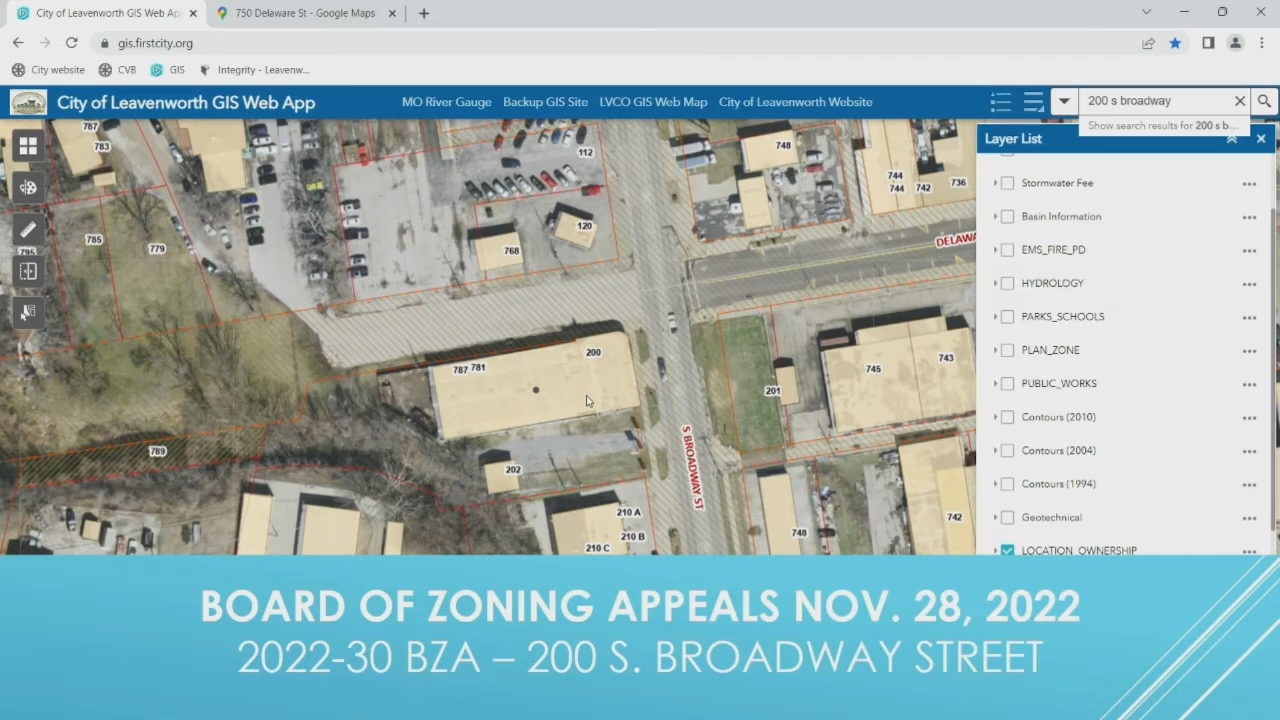 City of Leavenworth GIS Web Ap
750 Delaware St - Google Maps
gis.firstcity.org
City website
CVB
GIS
Integrity - Leavenw...
City of Leavenworth GIS Web App
MO River Gauge
Backup GIS Site
LVCO GIS Web Map
City of Leavenworth Website
200 s broadway
Show search results for 200 s b...
Layer List
Stormwater Fee
Basin Information
EMS_FIRE_PD
HYDROLOGY
PARKS_SCHOOLS
PLAN_ZONE
PUBLIC_WORKS
Contours (2010)
Contours (2004)
Contours (1994)
Geotechnical
LOCATION_OWNERSHIP
787
783
112
748
744
744
742
736
785
779
795
768
120
DELAWA
200
787
781
745
743
201
789
202
S BROADWAY ST
210 A
210 B
210 C
748
742
BOARD OF ZONING APPEALS NOV. 28, 2022
2022-30 BZA – 200 S. BROADWAY STREET